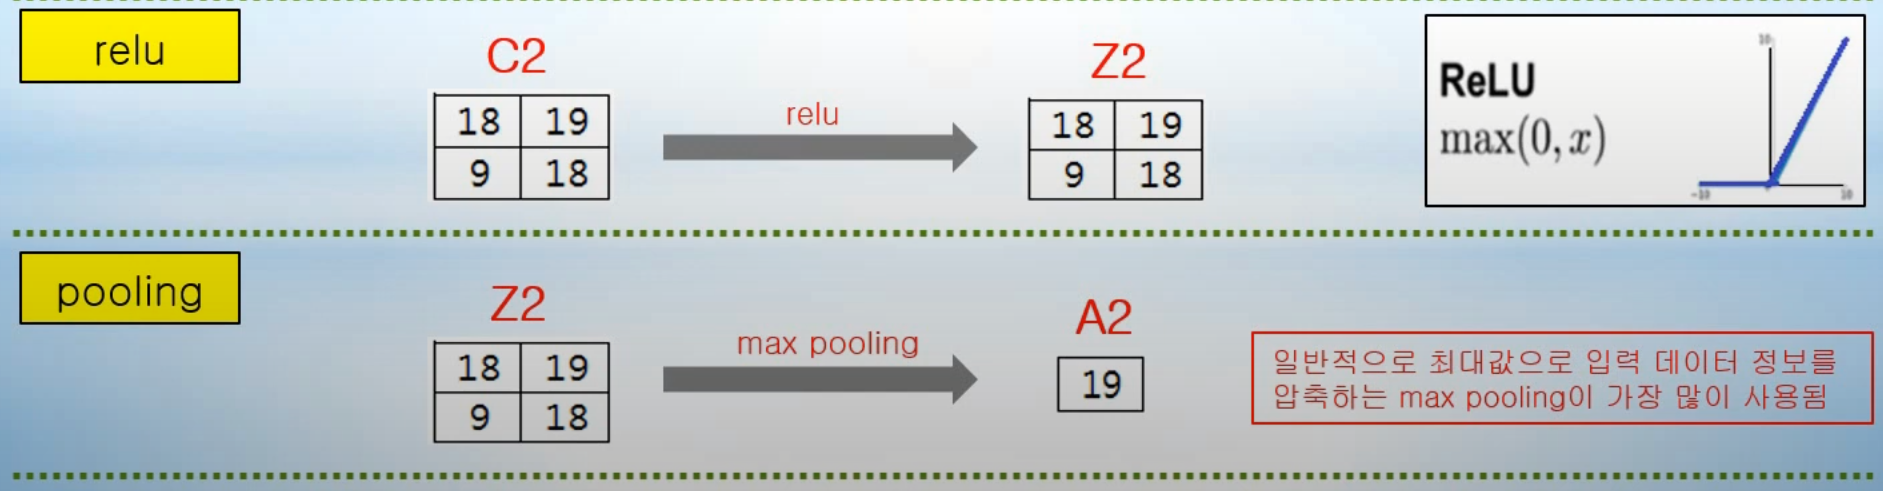 relu
C2
18 19
9 18
relu
Z2
18 19
9 18
ReLU
max(0, x)
10
-10
10
pooling
Z2
18 19
9 18
max pooling
A2
19
일반적으로 최대값으로 입력 데이터 정보를
압축하는 max pooling이 가장 많이 사용됨